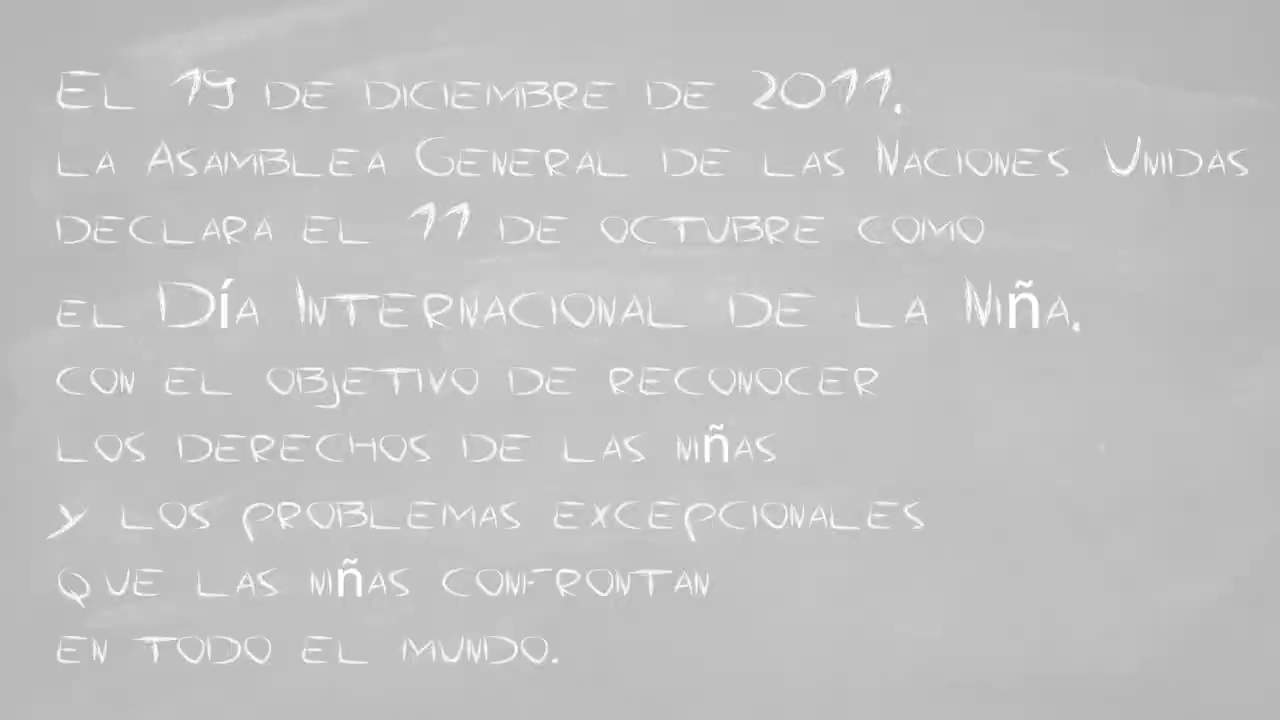 El 19 de diciembre de 2011.
la Asamblea General de las Naciones Unidas
declara el 11 de octubre como
el Día Internacional de la Niña.
con el objetivo de reconocer
los derechos de las niñas
y los problemas excepcionales
que las niñas confrontan
en todo el mundo.